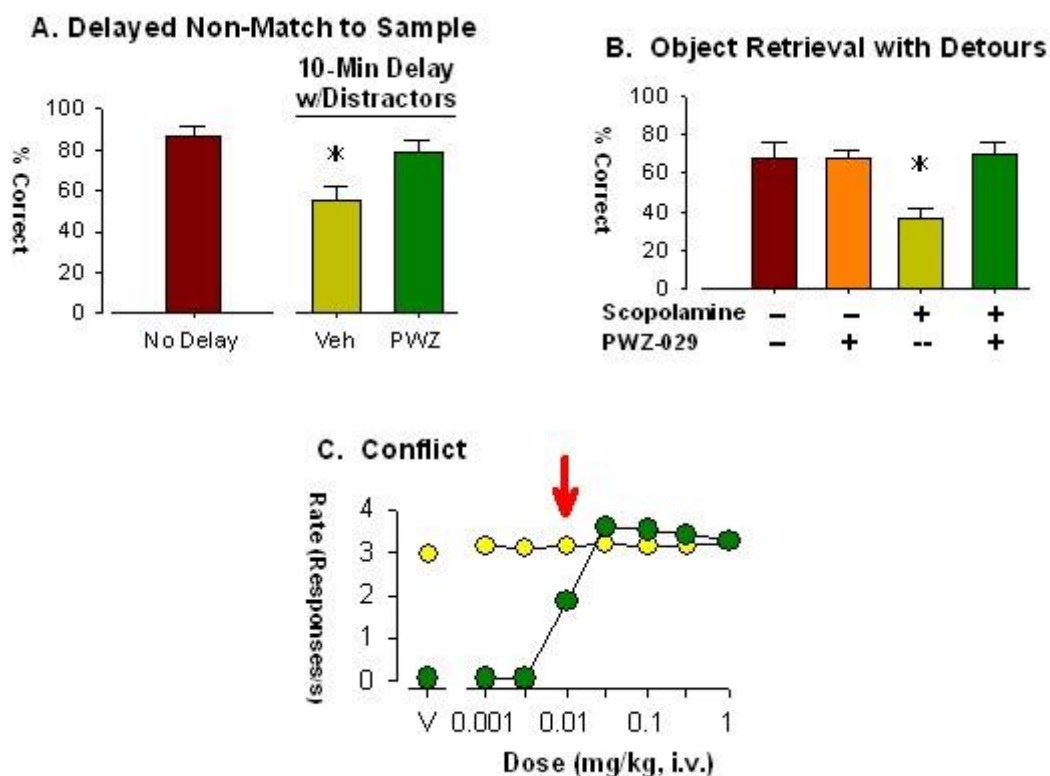 A. Delayed Non-Match to Sample
10-Min Delay
w/Distractors
% Correct
100
80
60
40
20
0
*
No Delay
Veh
PWZ
B. Object Retrieval with Detours
% Correct
100
80
60
40
20
0
*
Scopolamine – – + +
PWZ-029 – + -- +
C. Conflict
Rate (Responses/s)
4
3
2
1
0
V 0.001 0.01 0.1 1
Dose (mg/kg, i.v.)